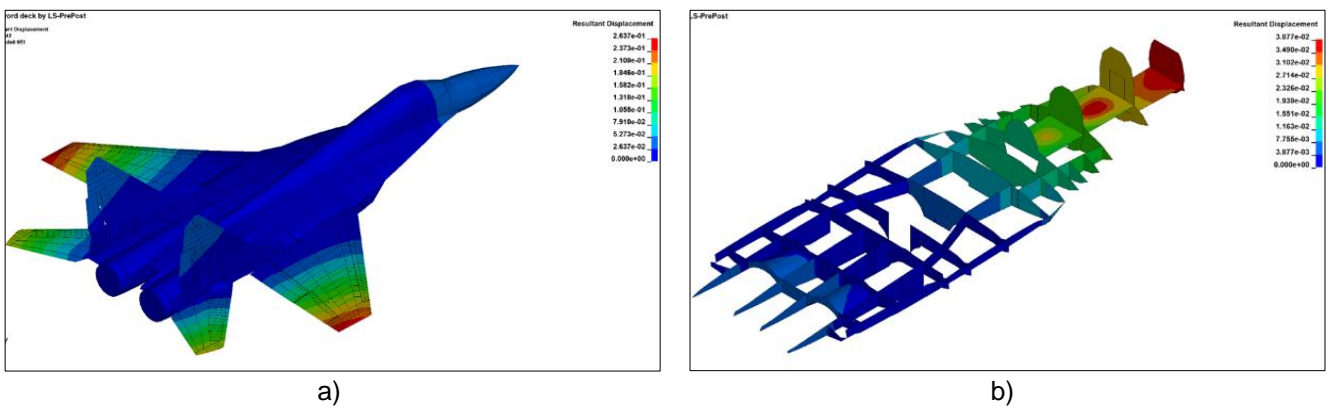 ord deck by LS-PrePost
Resultant Displacement
2.637e-01
2.373e-01
2.109e-01
1.846e-01
1.582e-01
1.318e-01
1.055e-01
7.910e-02
5.273e-02
2.637e-02
0.000e+00
a)
LS-PrePost
Resultant Displacement
3.877e-02
3.490e-02
3.102e-02
2.714e-02
2.326e-02
1.938e-02
1.551e-02
1.163e-02
7.755e-03
3.877e-03
0.000e+00
b)